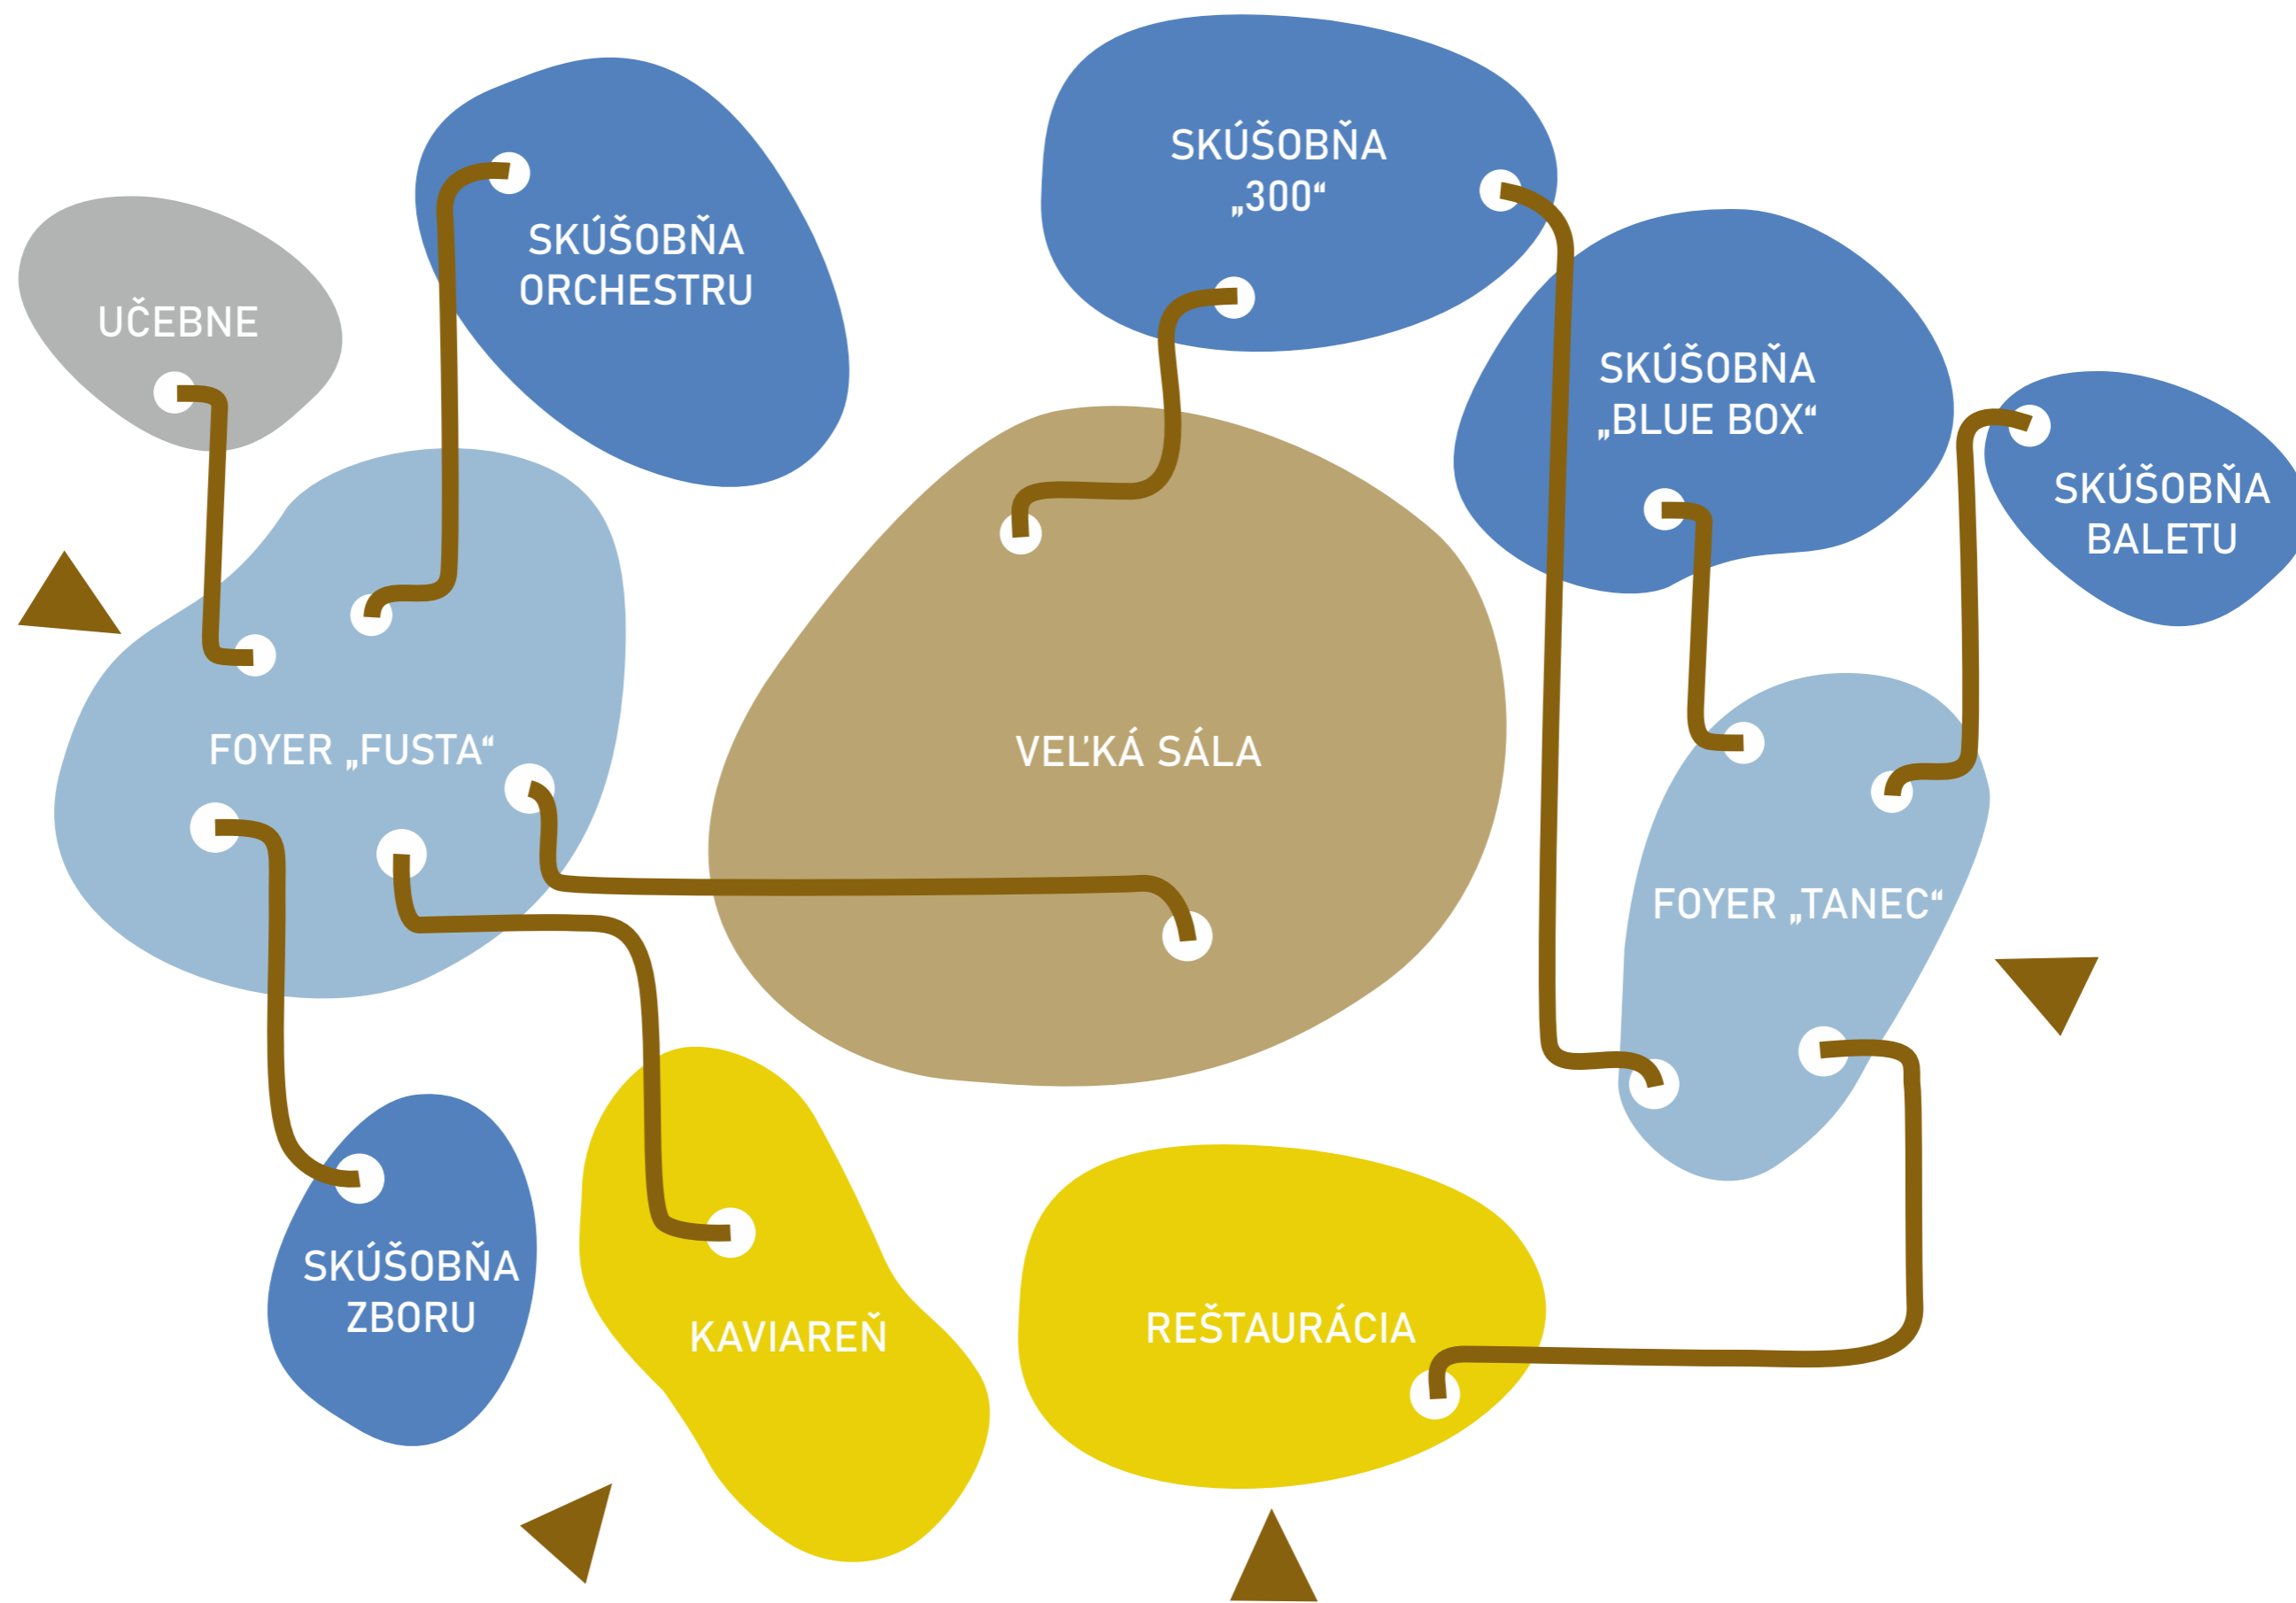 SKÚŠOBŇA
„300“
SKÚŠOBŇA
ORCHESTRU
UČEBNE
SKÚŠOBŇA
„BLUE BOX“
SKÚŠOBŇA
BALETU
FOYER „FUSTA“
VEĽKÁ SÁLA
FOYER „TANEC“
SKÚŠOBŇA
ZBORU
KAVIAREŇ
REŠTAURÁCIA